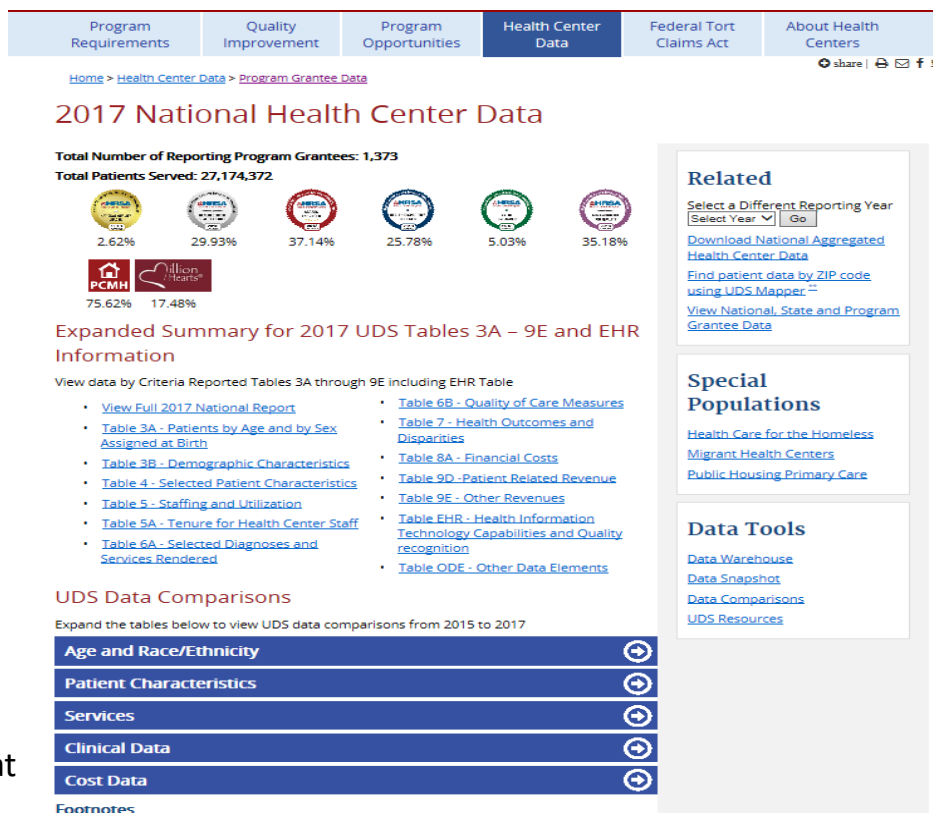 Program Requirements
Quality Improvement
Program Opportunities
Health Center Data
Federal Tort Claims Act
About Health Centers
share |
Home > Health Center Data > Program Grantee Data
2017 National Health Center Data
Total Number of Reporting Program Grantees: 1,373
Total Patients Served: 27,174,372
HRSA HRSA HRSA HRSA HRSA HRSA
2.62% 29.93% 37.14% 25.78% 5.03% 35.18%
PCMH Million Hearts®
75.62% 17.48%
Expanded Summary for 2017 UDS Tables 3A – 9E and EHR
Information
View data by Criteria Reported Tables 3A through 9E including EHR Table
• View Full 2017 National Report
• Table 3A - Patients by Age and by Sex
Assigned at Birth
• Table 3B - Demographic Characteristics
• Table 4 - Selected Patient Characteristics
• Table 5 - Staffing and Utilization
• Table 5A - Tenure for Health Center Staff
• Table 6A - Selected Diagnoses and
Services Rendered
• Table 6B - Quality of Care Measures
• Table 7 - Health Outcomes and
Disparities
• Table 8A - Financial Costs
• Table 9D -Patient Related Revenue
• Table 9E - Other Revenues
• Table EHR - Health Information
Technology Capabilities and Quality
recognition
• Table ODE - Other Data Elements
UDS Data Comparisons
Expand the tables below to view UDS data comparisons from 2015 to 2017
Age and Race/Ethnicity
Patient Characteristics
Services
Clinical Data
Cost Data
Footnotes
Related
Select a Different Reporting Year
Select Year Go
Download National Aggregated
Health Center Data
Find patient data by ZIP code
using UDS Mapper
View National, State and Program
Grantee Data
Special
Populations
Health Care for the Homeless
Migrant Health Centers
Public Housing Primary Care
Data Tools
Data Warehouse
Data Snapshot
Data Comparisons
UDS Resources